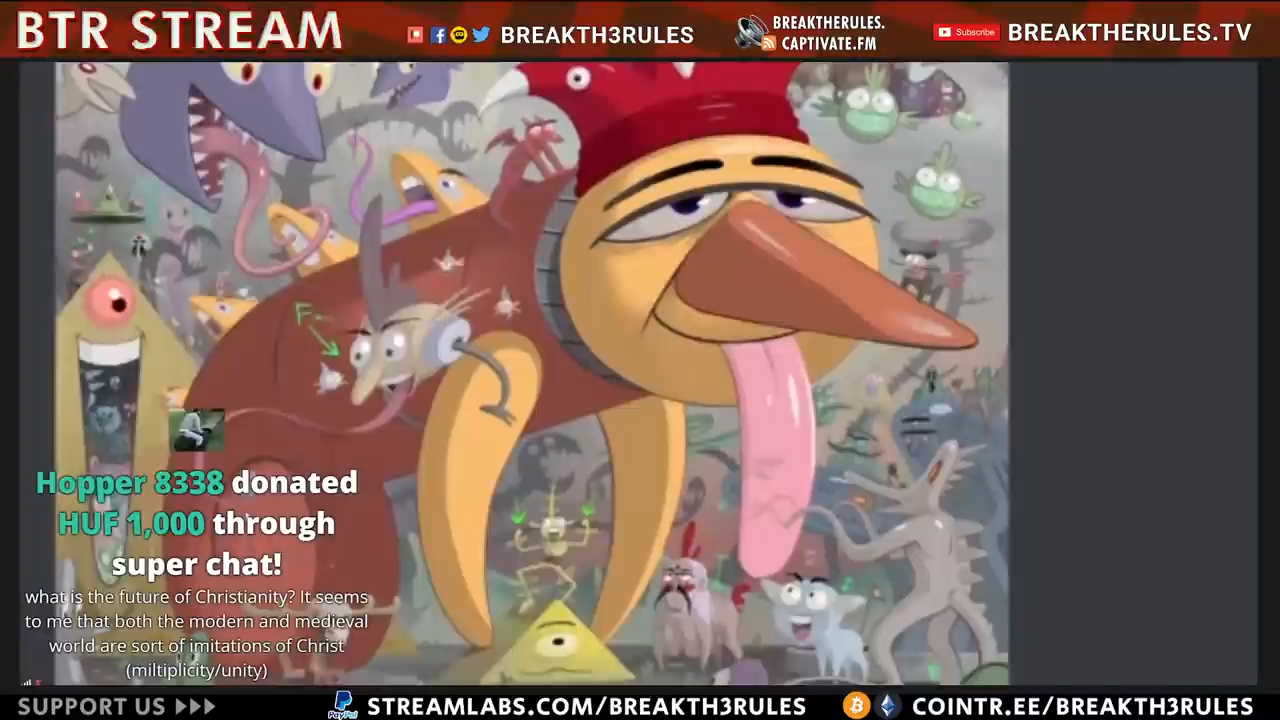 BTR STREAM
BREAKTH3RULES
BREAKTHERULES.
CAPTIVATE.FM
Subscribe
BREAKTHERULES.TV
Hopper 8338 donated
HUF 1,000 through
super chat!
what is the future of Christianity? It seems
to me that both the modern and medieval
world are sort of imitations of Christ
(miltiplicity/unity)
SUPPORT US
PayPal
STREAMLABS.COM/BREAKTH3RULES
COINTR.EE/BREAKTH3RULES